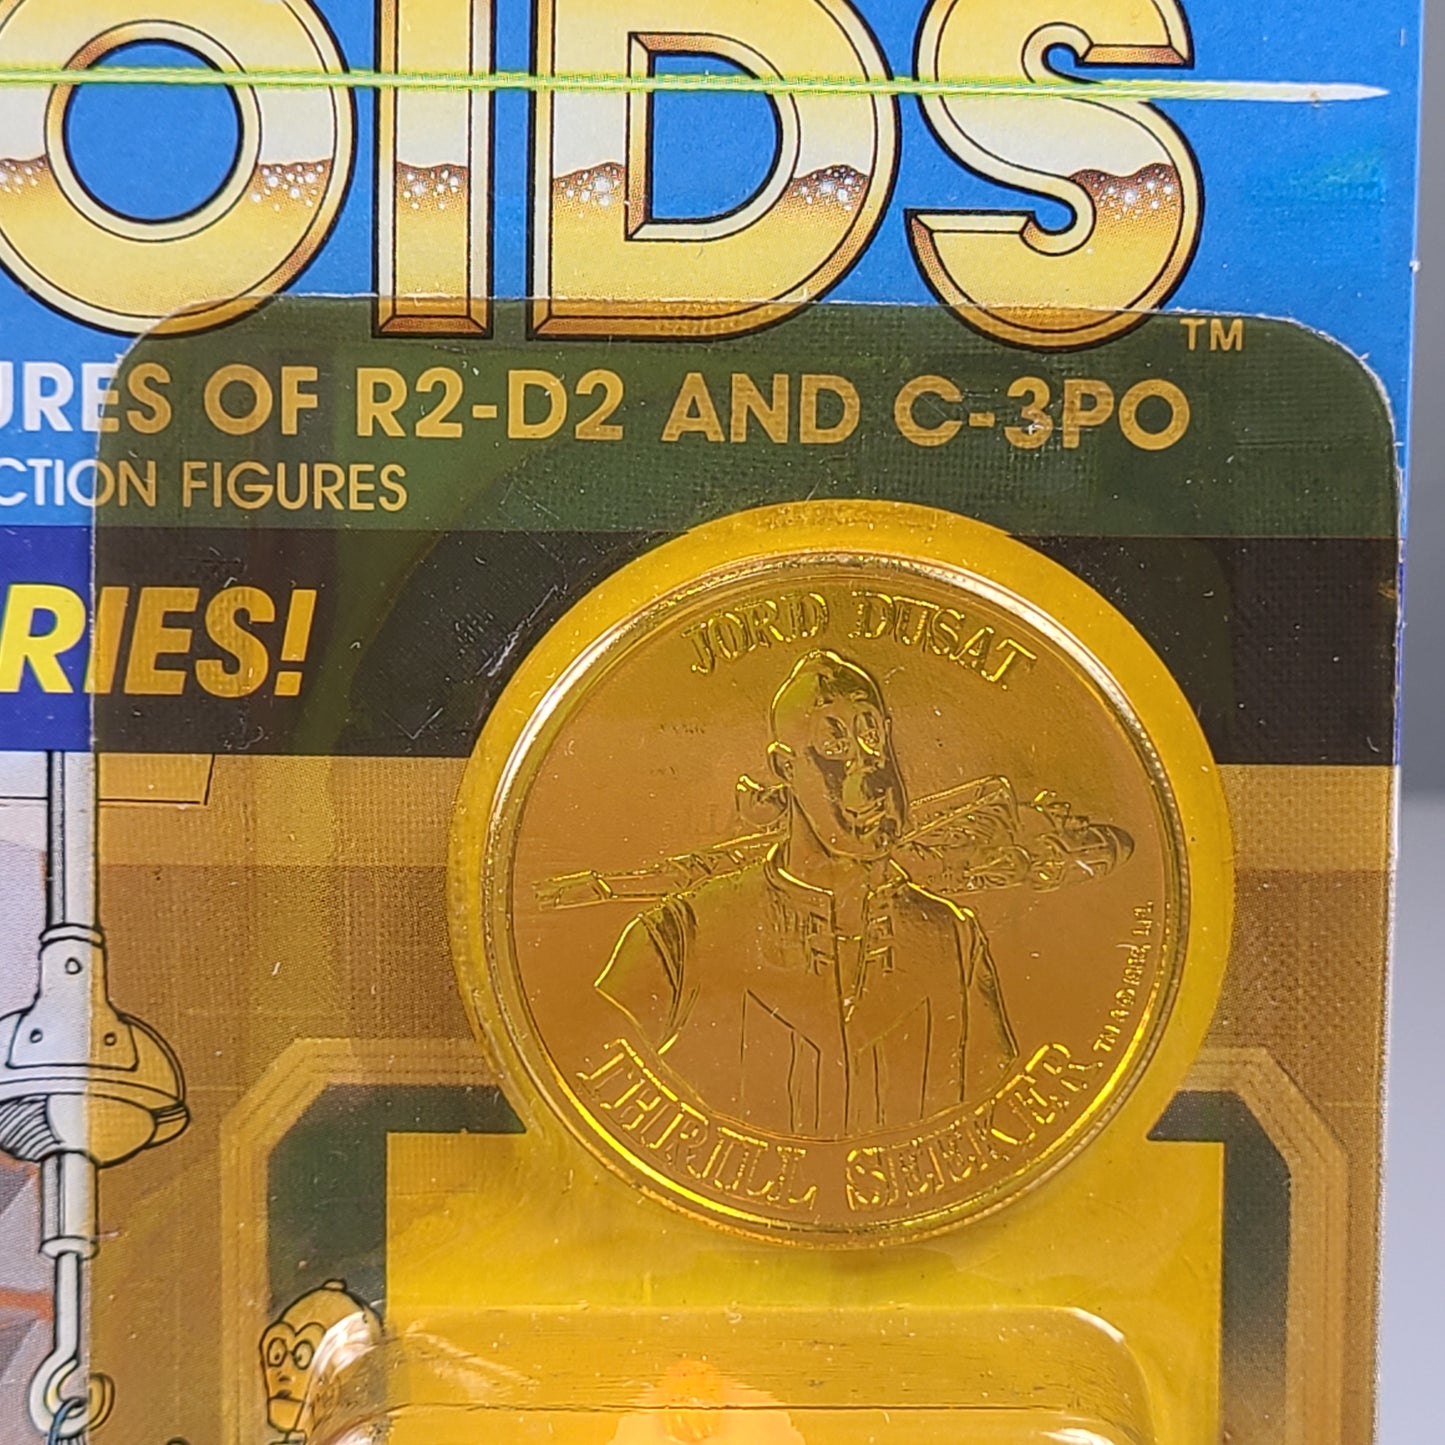 OIDS
TM
URES OF R2-D2 AND C-3PO
CTION FIGURES
RIES!
JORD DUSAT
THRILL SEEKER